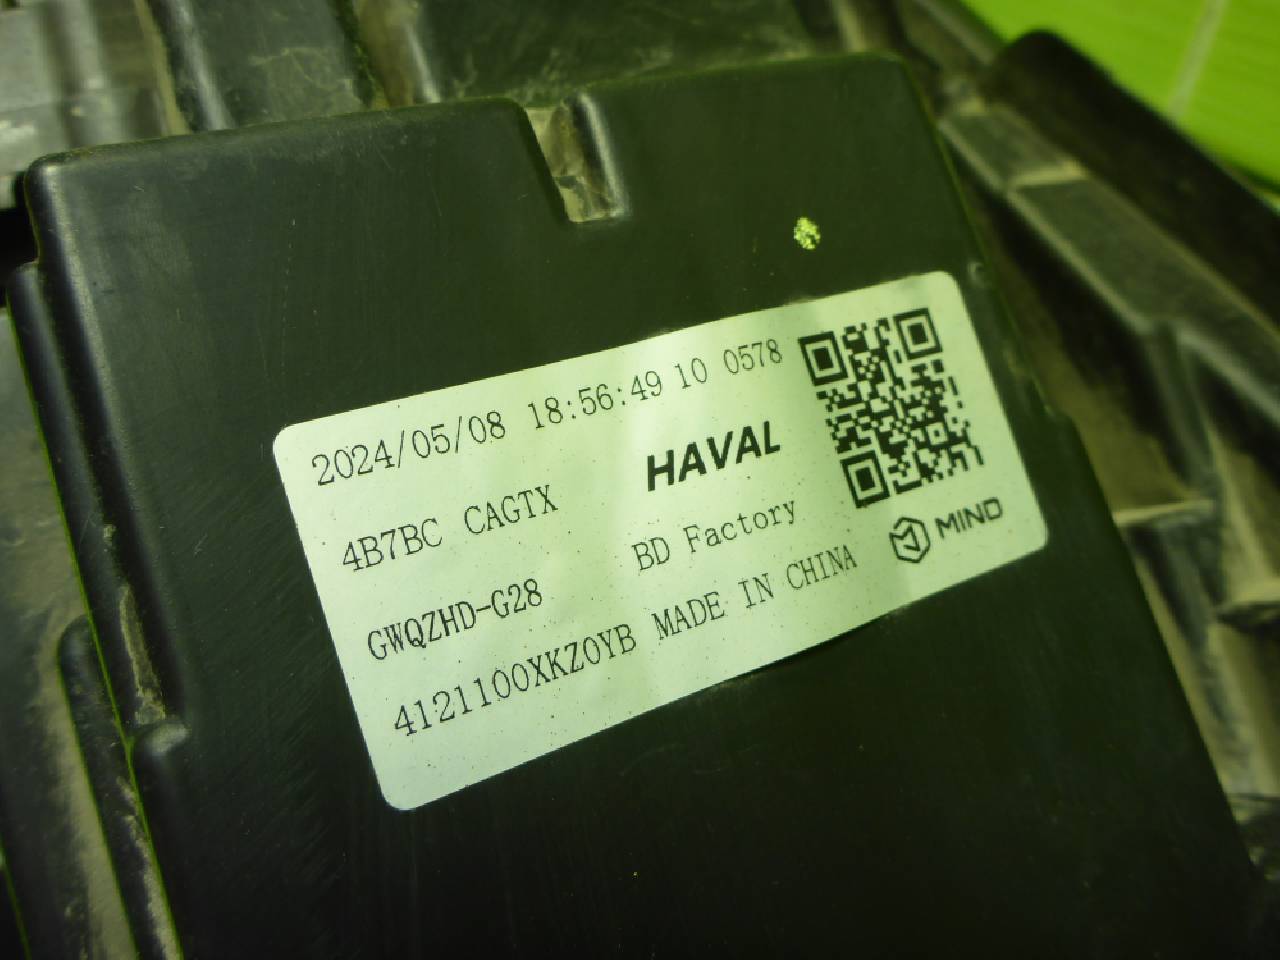 2024/05/08 18:56:49 10 0578
HAVAL
4B7BC CAGTX
BD Factory
GWQZHD-G28
4121100XKZ0YB MADE IN CHINA
MIND